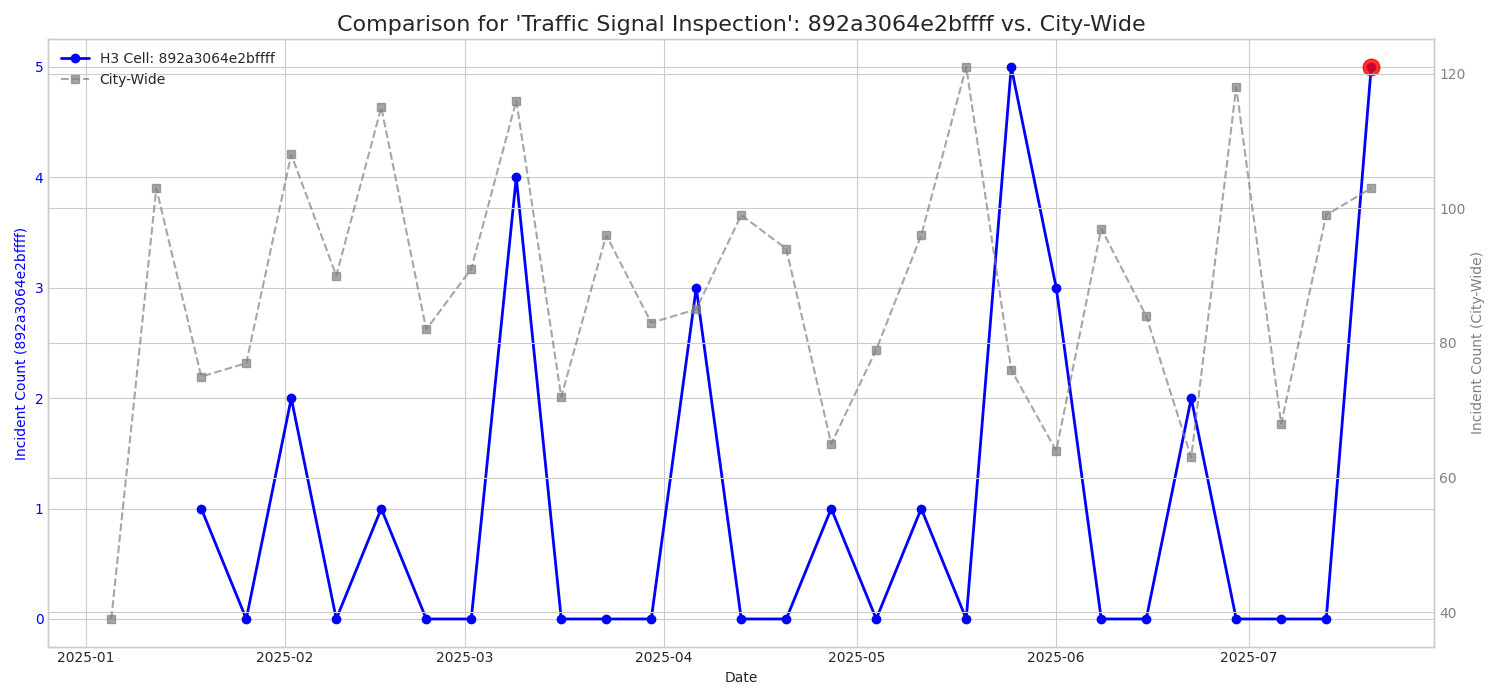 Comparison for 'Traffic Signal Inspection': 892a3064e2bffff vs. City-Wide
H3 Cell: 892a3064e2bffff
City-Wide
Incident Count (892a3064e2bffff)
5
4
3
2
1
0
120
100
80
60
40
Incident Count (City-Wide)
2025-01 2025-02 2025-03 2025-04 2025-05 2025-06 2025-07
Date